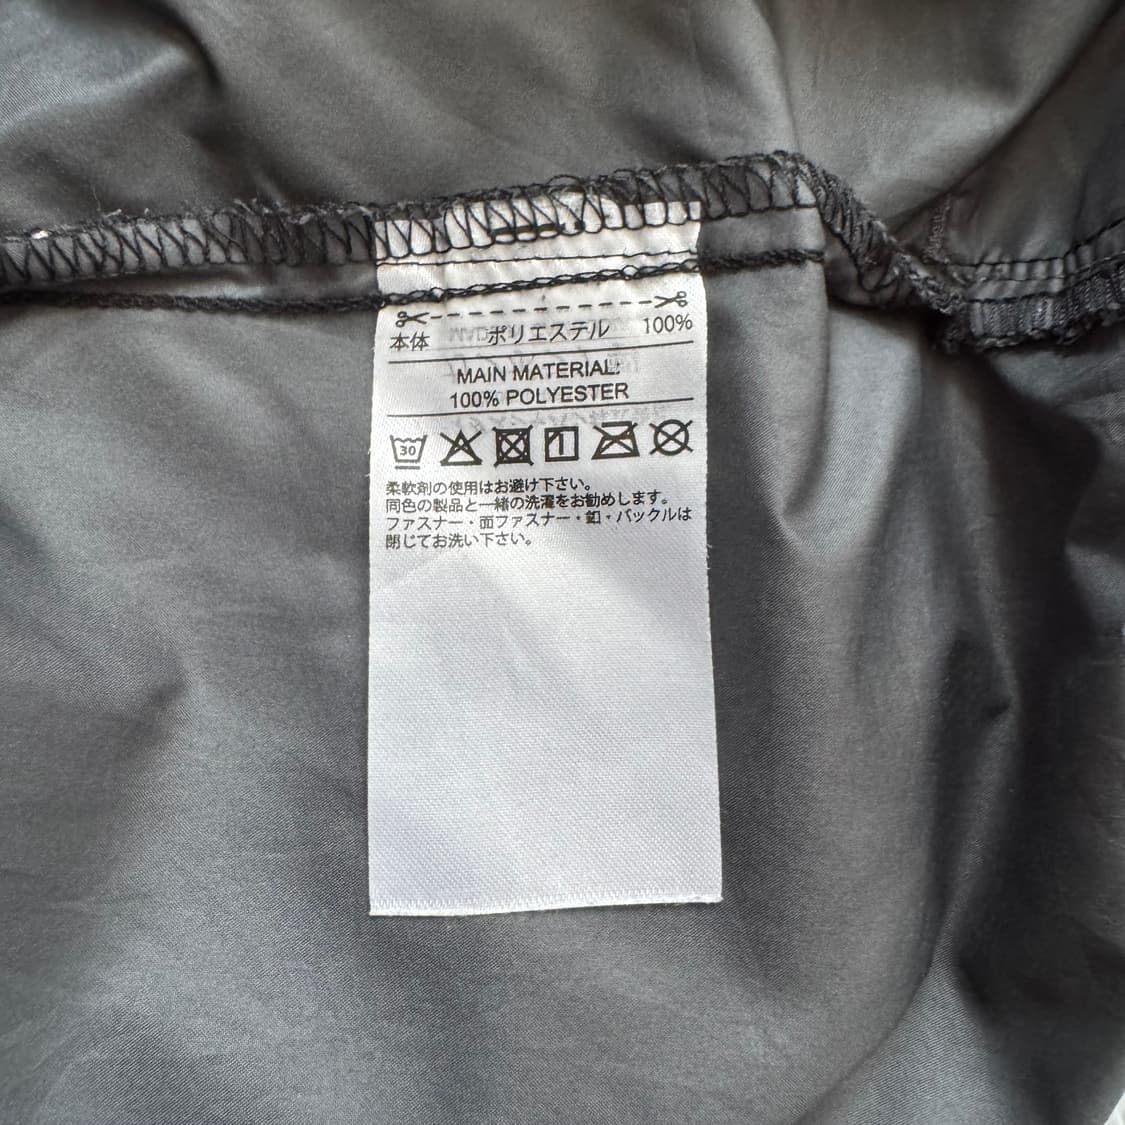 本体 ポリエステル 100%
MAIN MATERIAL:
100% POLYESTER
30
柔軟剤の使用はお避け下さい。
同色の製品と一緒の洗濯をお勧めします。
ファスナー・面ファスナー・釦・バックルは
閉じてお洗い下さい。